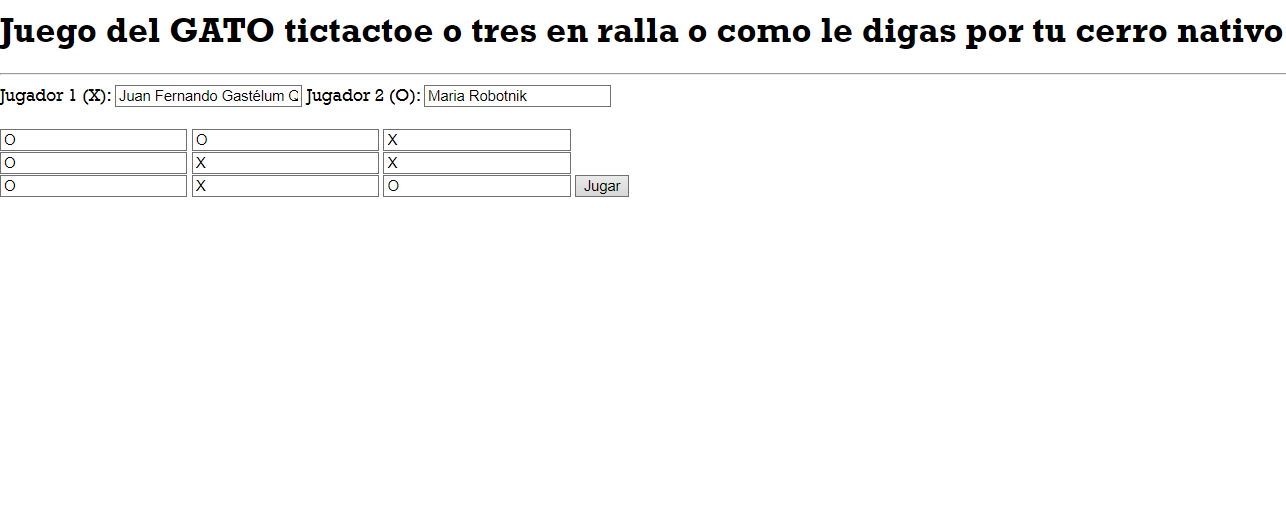 Juego del GATO tictactoe o tres en ralla o como le digas por tu cerro nativo
Jugador 1 (X): Juan Fernando Gastélum Jugador 2 (O): Maria Robotnik
O O X
O X X
O X O Jugar